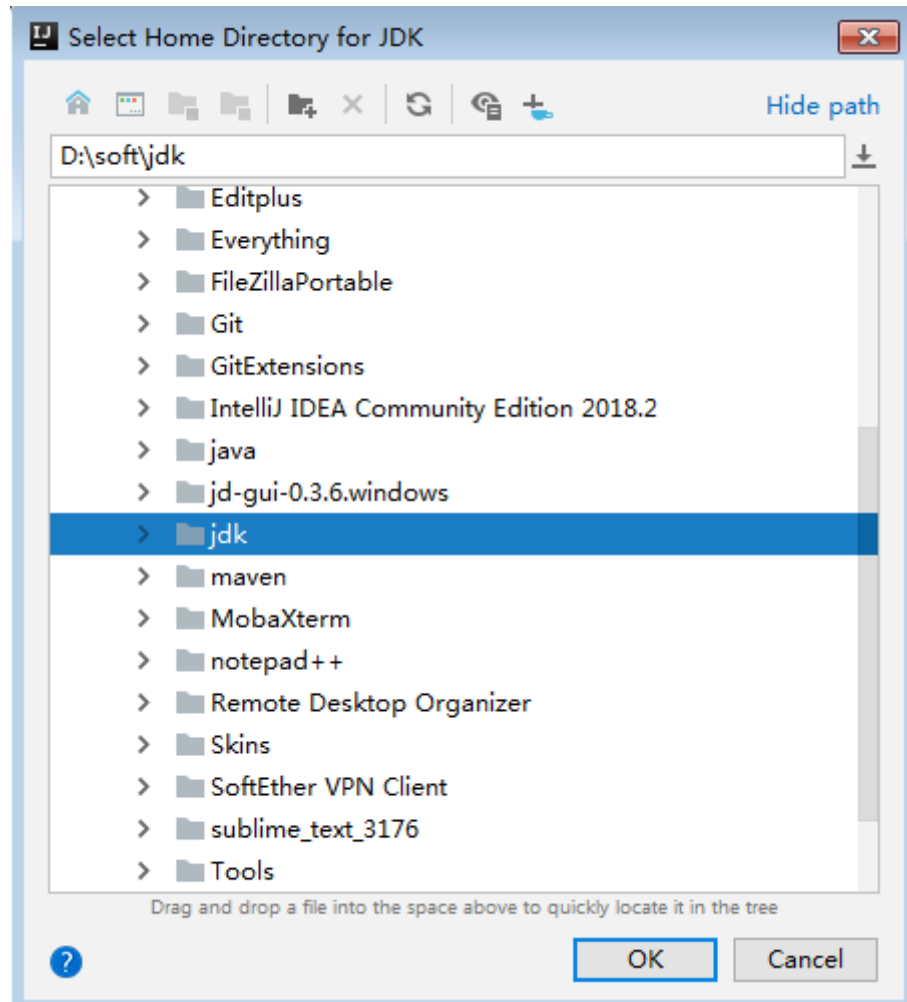 Select Home Directory for JDK
Hide path
D:\soft\jdk
Editplus
Everything
FileZillaPortable
Git
GitExtensions
IntelliJ IDEA Community Edition 2018.2
java
jd-gui-0.3.6.windows
jdk
maven
MobaXterm
notepad++
Remote Desktop Organizer
Skins
SoftEther VPN Client
sublime_text_3176
Tools
Drag and drop a file into the space above to quickly locate it in the tree
? OK Cancel